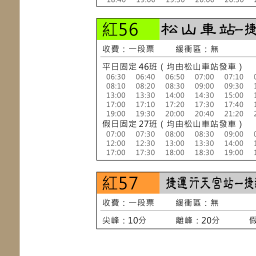 紅56 松山車站-捷
收費：一段票 緩衝區：無
平日固定 46班 ( 均由松山車站發車 )
06:30 06:40 06:50 07:00 07:10
08:10 08:20 08:30 09:00 09:30
13:00 13:30 14:00 14:30 15:00
17:00 17:10 17:20 17:30 17:40
19:00 19:30 20:00 20:40 21:20
假日固定 27班 ( 均由松山車站發車 )
07:00 07:30 08:00 08:30 09:00
12:00 12:30 13:00 13:30 14:00
17:00 17:30 18:00 18:30 19:00
紅57 捷運行天宮站-捷
收費：一段票 緩衝區：無
尖峰：10分 離峰：20分 假